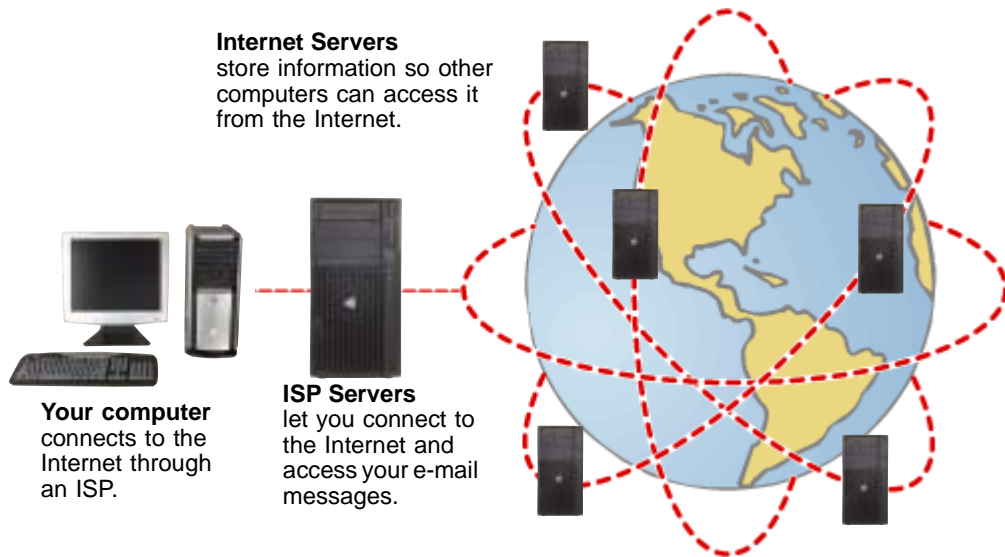 Internet Servers
store information so other
computers can access it
from the Internet.
Your computer
connects to the
Internet through
an ISP.
ISP Servers
let you connect to
the Internet and
access your e-mail
messages.